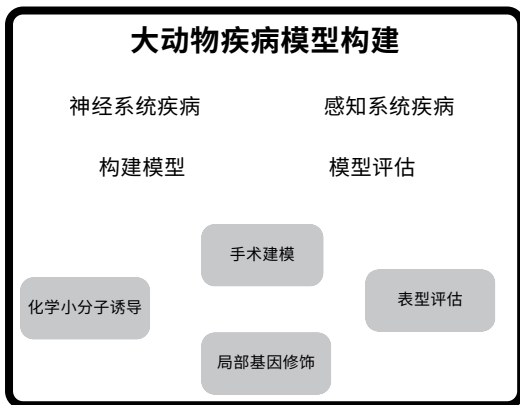 大动物疾病模型构建
神经系统疾病
感知系统疾病
构建模型
模型评估
手术建模
化学小分子诱导
表型评估
局部基因修饰